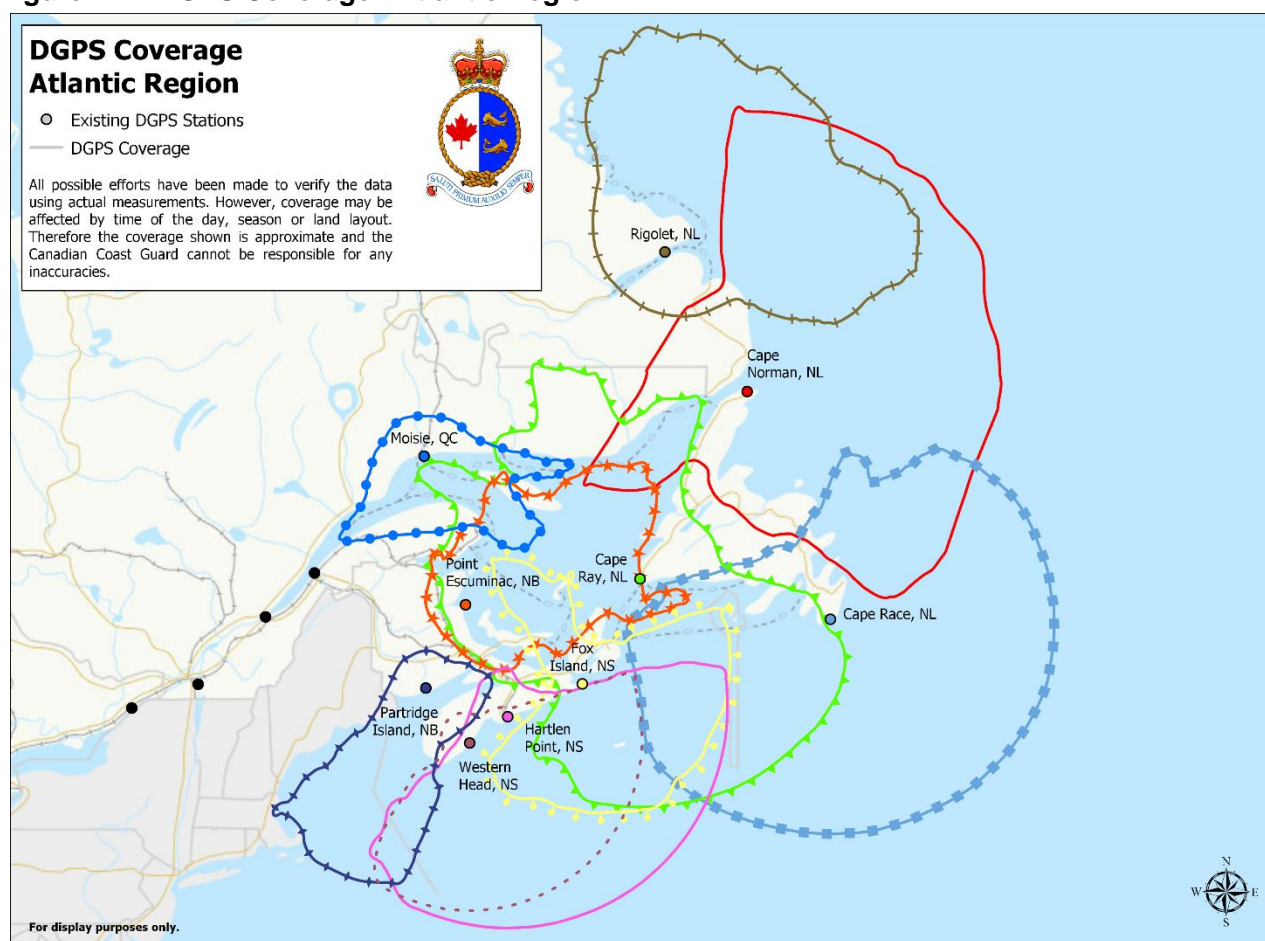 DGPS Coverage
Atlantic Region
Existing DGPS Stations
DGPS Coverage
All possible efforts have been made to verify the data
using actual measurements. However, coverage may be
affected by time of the day, season or land layout.
Therefore the coverage shown is approximate and the
Canadian Coast Guard cannot be responsible for any
inaccuracies.
SALUTI PRIMUM AUXILIO SEMPER
Rigolet, NL
Cape
Norman, NL
Moisie, QC
Point
Escuminac, NB
Cape
Ray, NL
Cape Race, NL
Fox
Island, NS
Partridge
Island, NB
Hartlen
Point, NS
Western
Head, NS
N
W E
S
For display purposes only.